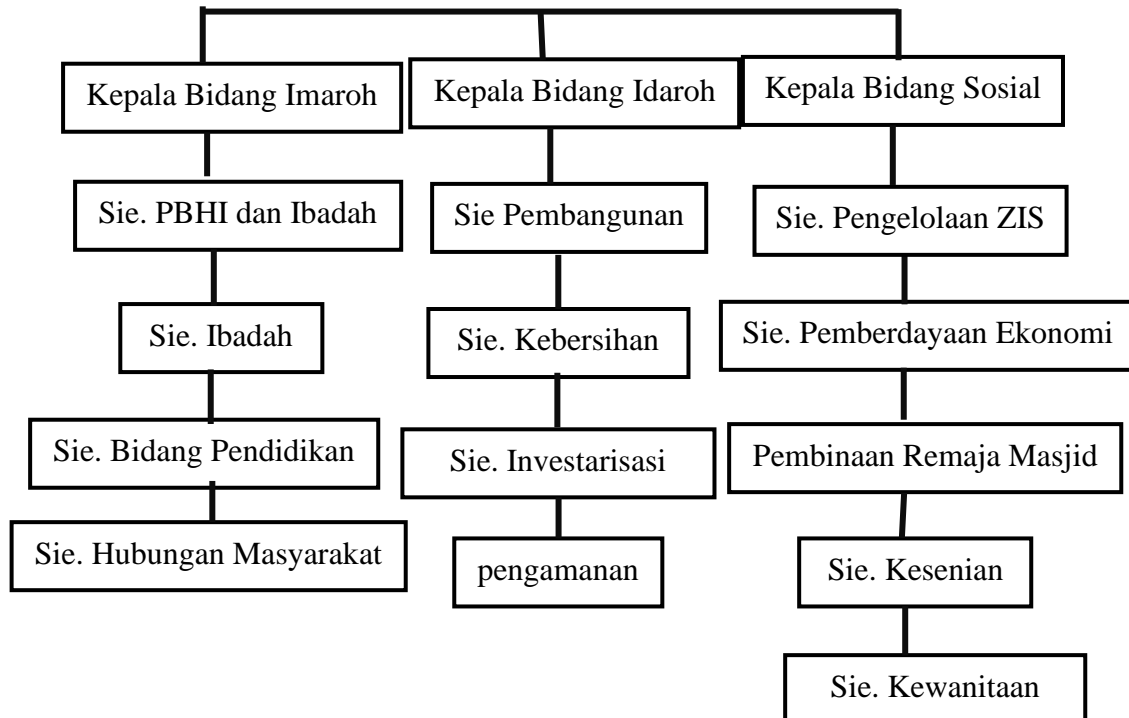 Kepala Bidang Imaroh
Kepala Bidang Idaroh
Kepala Bidang Sosial
Sie. PBHI dan Ibadah
Sie Pembangunan
Sie. Pengelolaan ZIS
Sie. Ibadah
Sie. Kebersihan
Sie. Pemberdayaan Ekonomi
Sie. Bidang Pendidikan
Sie. Investarisasi
Pembinaan Remaja Masjid
Sie. Hubungan Masyarakat
pengamanan
Sie. Kesenian
Sie. Kewanitaan